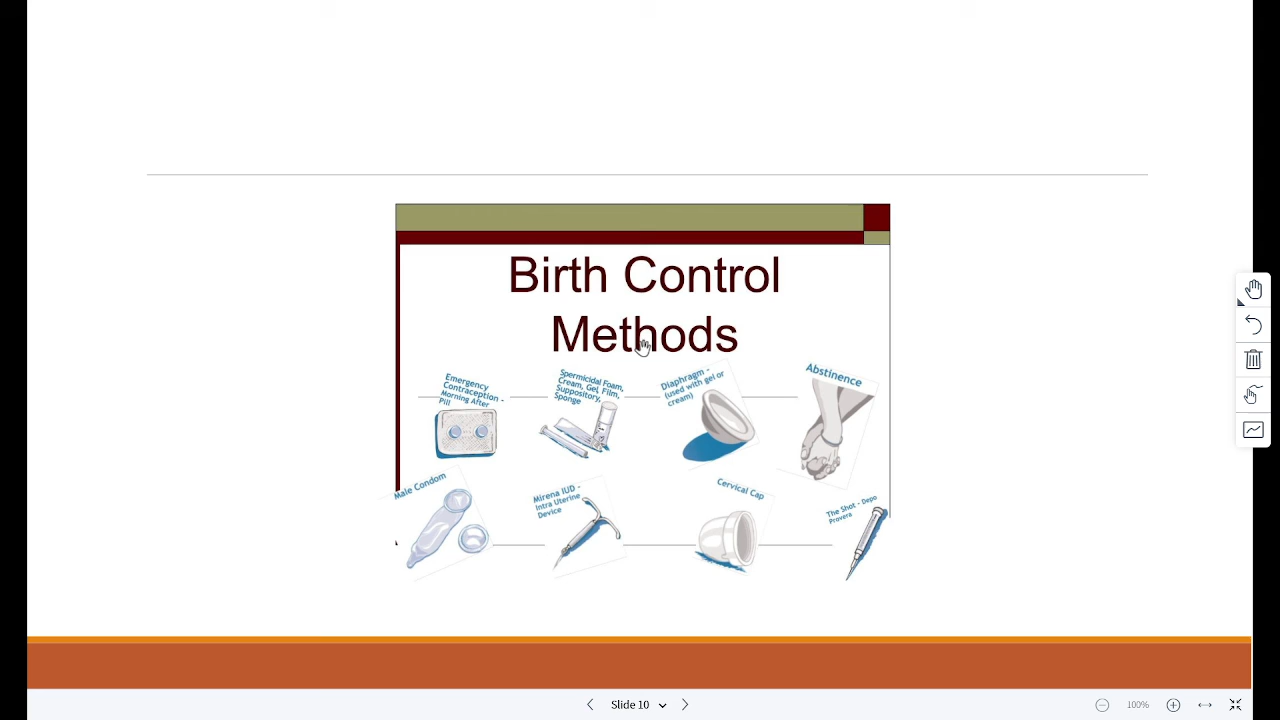 Birth Control
Methods
Emergency
Contraception -
Morning After
Pill
Spermicidal Foam,
Cream, Gel, Film,
Suppository,
Sponge
Diaphragm -
(used with gel or
cream)
Abstinence
Male Condom
Mirena IUD -
Intra Uterine
Device
Cervical Cap
The Shot - Depo
Provera
Slide 10
100%